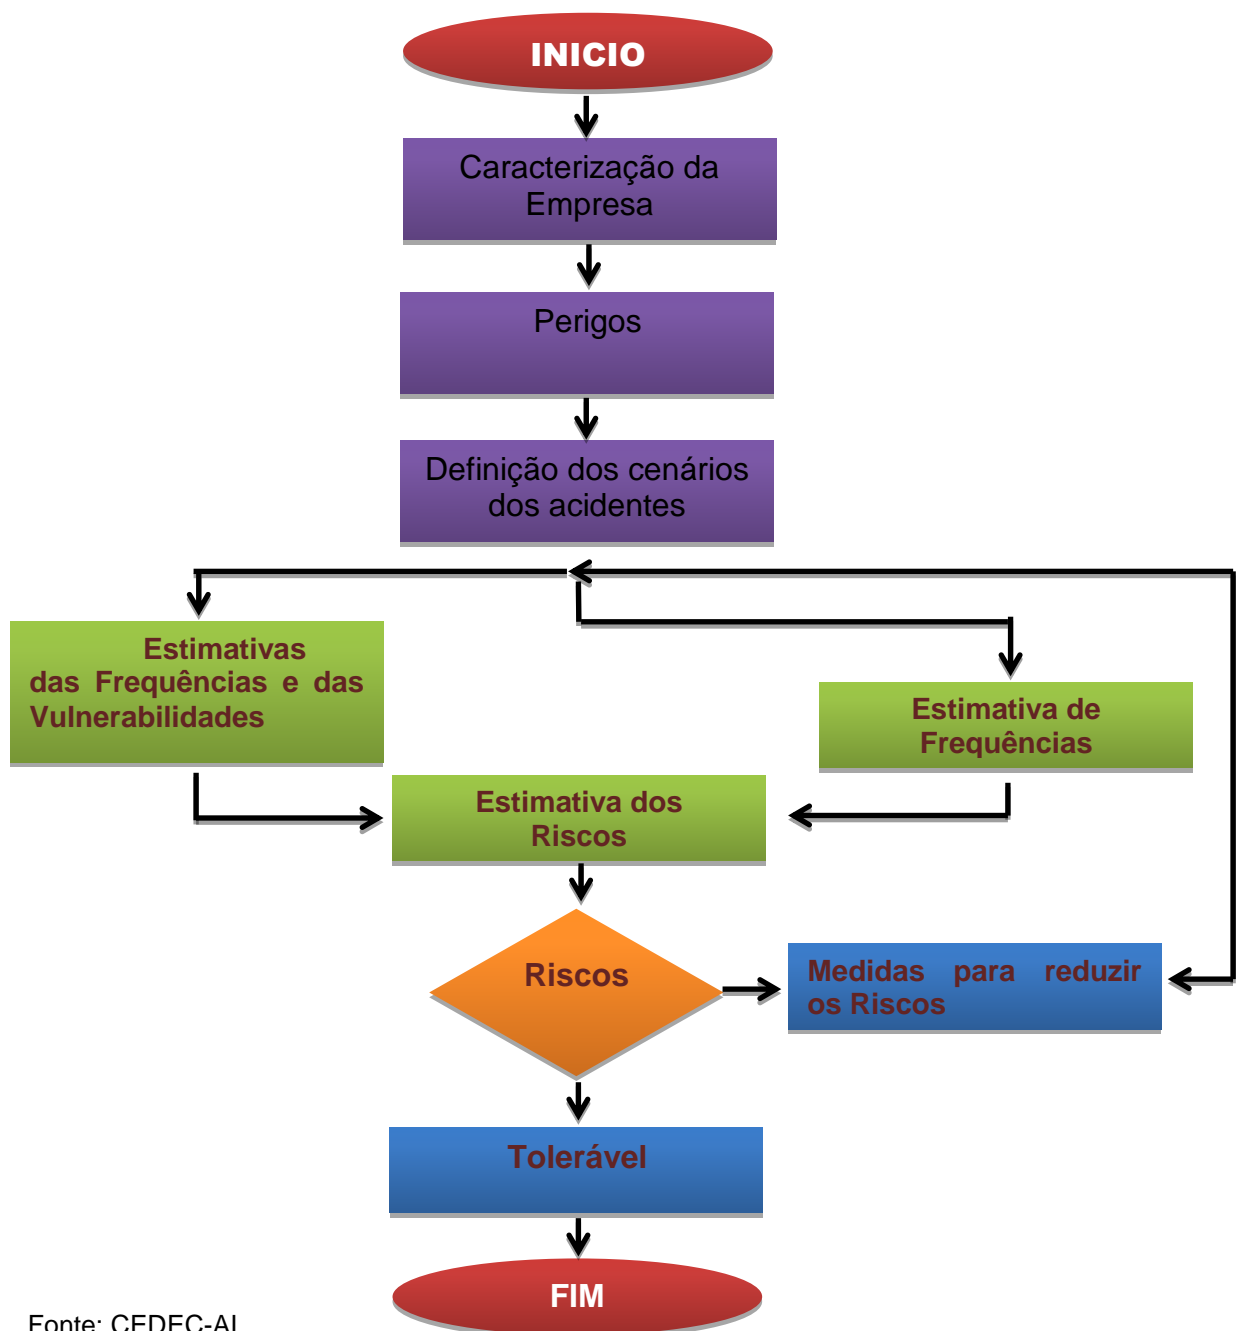 INICIO
Caracterização da
Empresa
Perigos
Definição dos cenários
dos acidentes
Estimativas
das Frequências e das
Vulnerabilidades
Estimativa de
Frequências
Estimativa dos
Riscos
Riscos
Medidas para reduzir
os Riscos
Tolerável
FIM
Fonte: CEDEC-AL